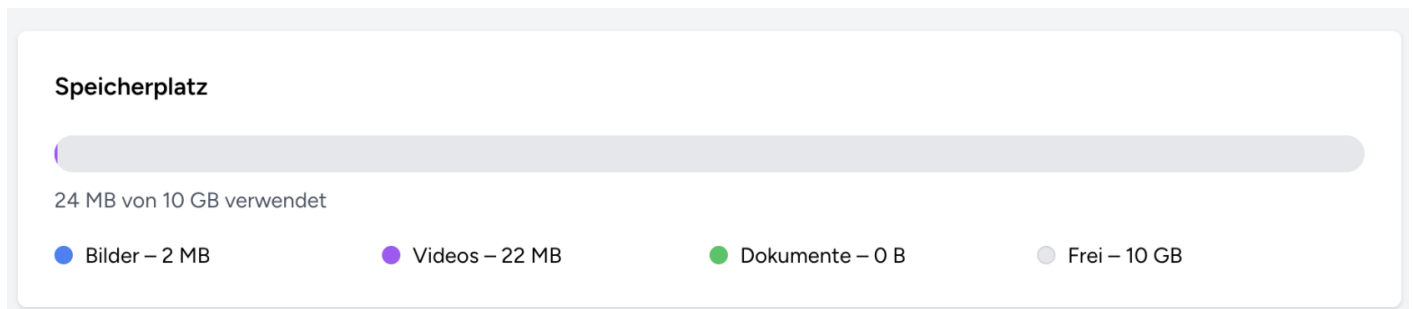 Speicherplatz
24 MB von 10 GB verwendet
Bilder – 2 MB
Videos – 22 MB
Dokumente – 0 B
Frei – 10 GB